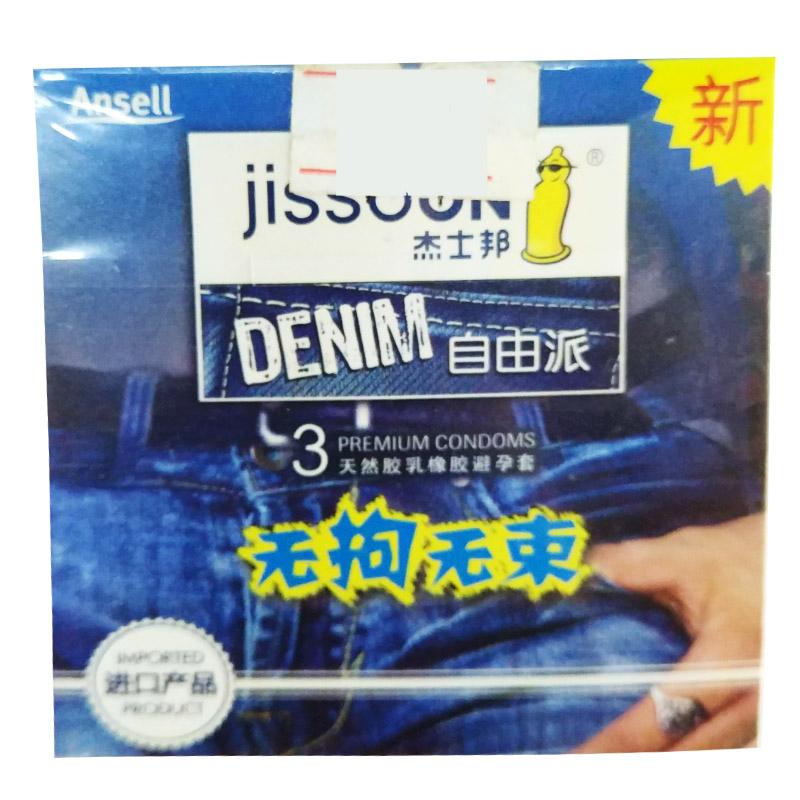 Ansell
新
jissbON
®
杰士邦
DENIM 自由派
3 PREMIUM CONDOMS
天然胶乳橡胶避孕套
无拘无束
IMPORTED
进口产品
PRODUCT